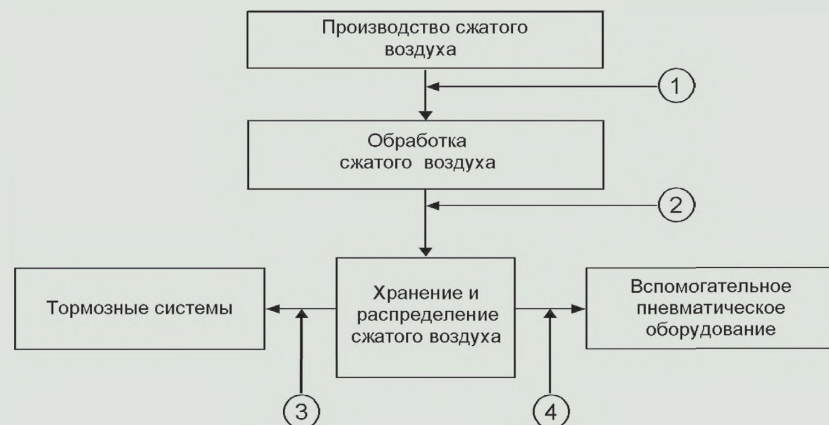 Производство сжатого
воздуха
1
Обработка
сжатого воздуха
2
Тормозные системы
Хранение и
распределение
сжатого воздуха
Вспомогательное
пневматическое
оборудование
3
4